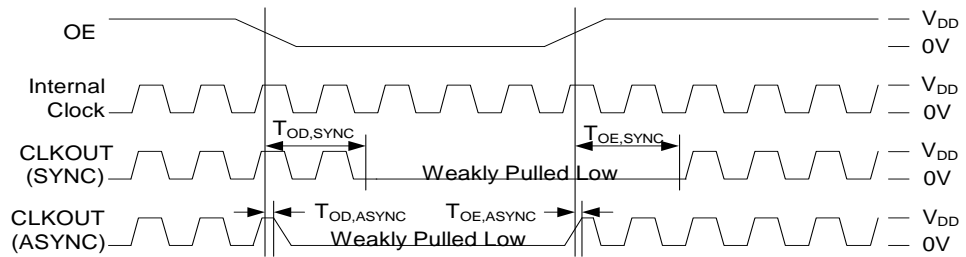 OE
V_DD
0V
Internal
Clock
V_DD
0V
T_OD,SYNC
T_OE,SYNC
CLKOUT
(SYNC)
Weakly Pulled Low
V_DD
0V
CLKOUT
(ASYNC)
T_OD,ASYNC
T_OE,ASYNC
Weakly Pulled Low
V_DD
0V